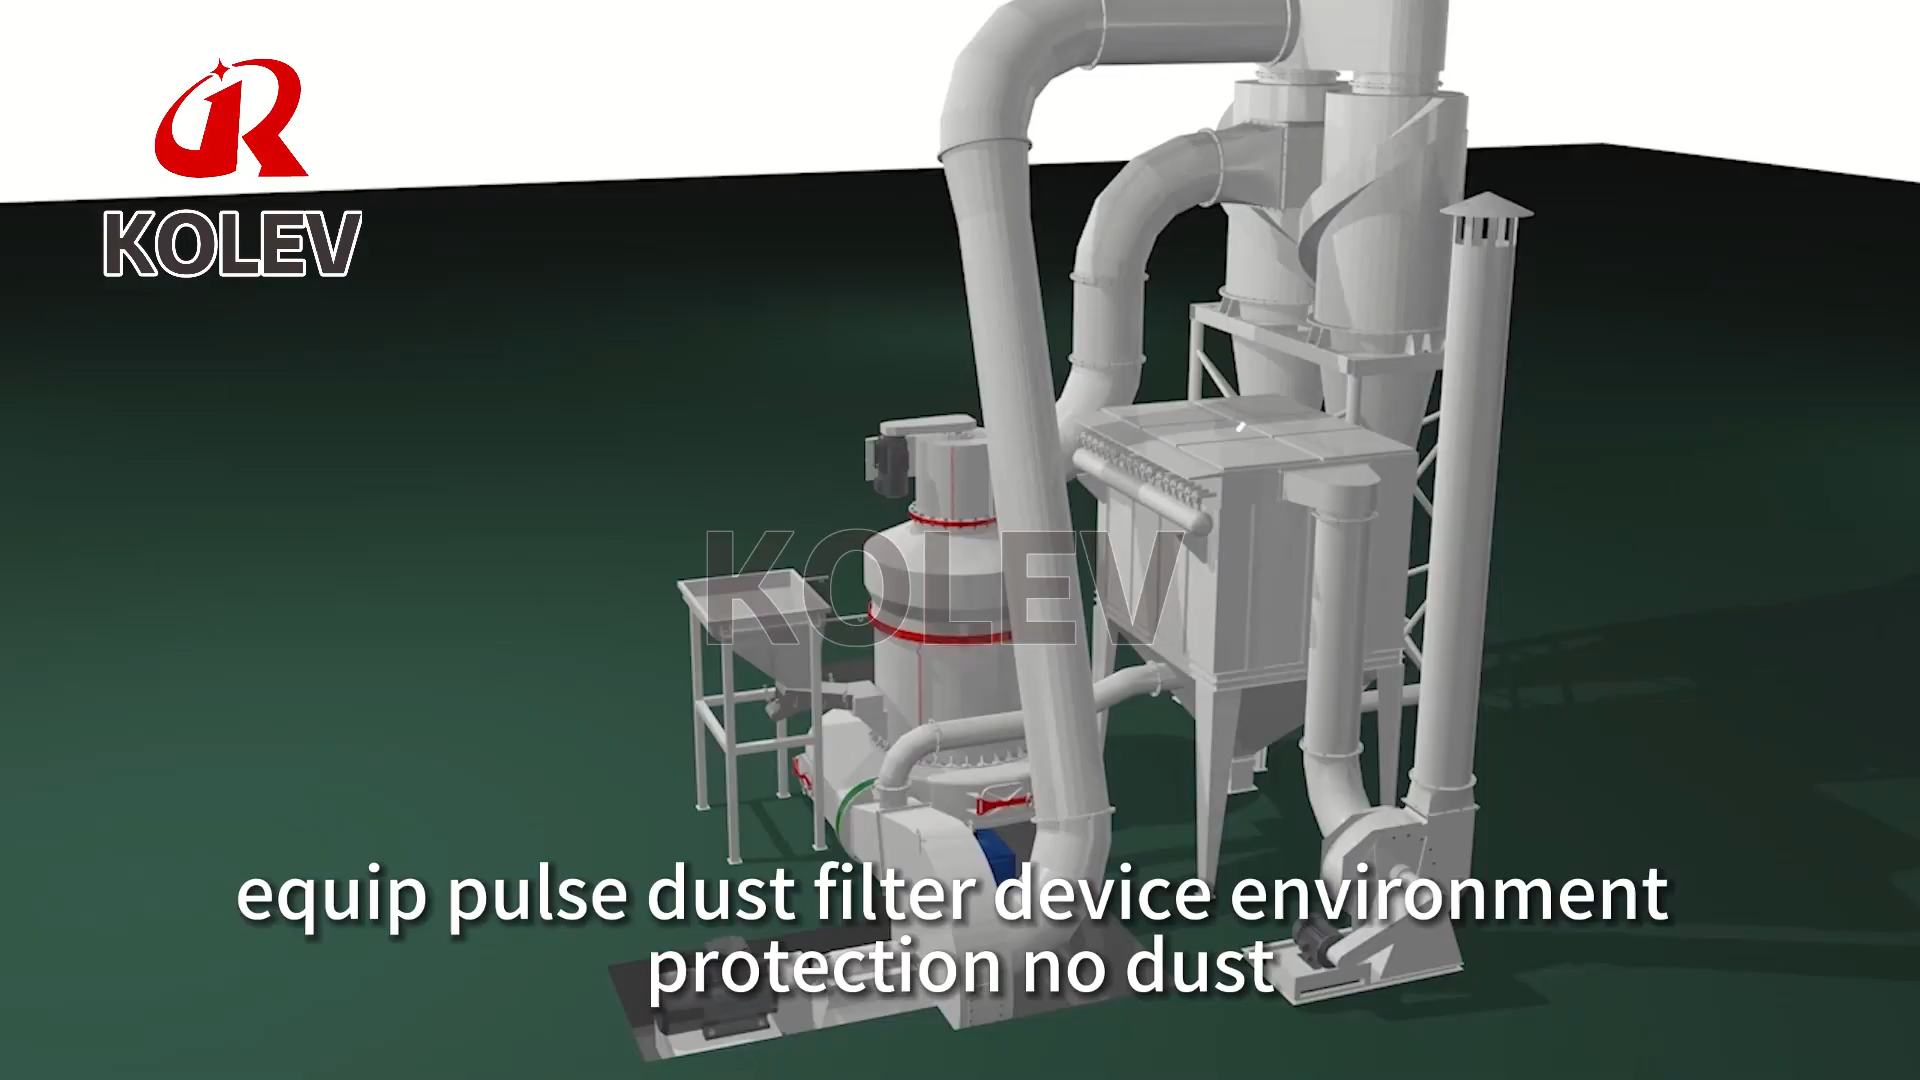 KOLEV
KOLEV
equip pulse dust filter device environment
protection no dust